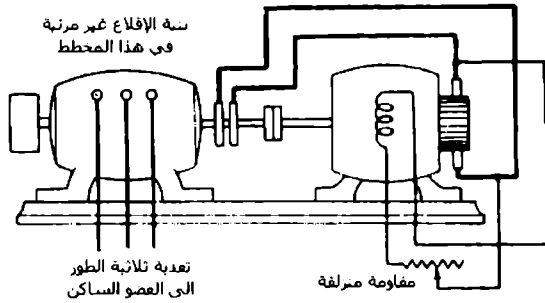 بنية الإقلاع غير مرئية
في هذا المخطط
تغذية ثلاثية الطور
الى العضو الساكن
مقاومة منزلقة